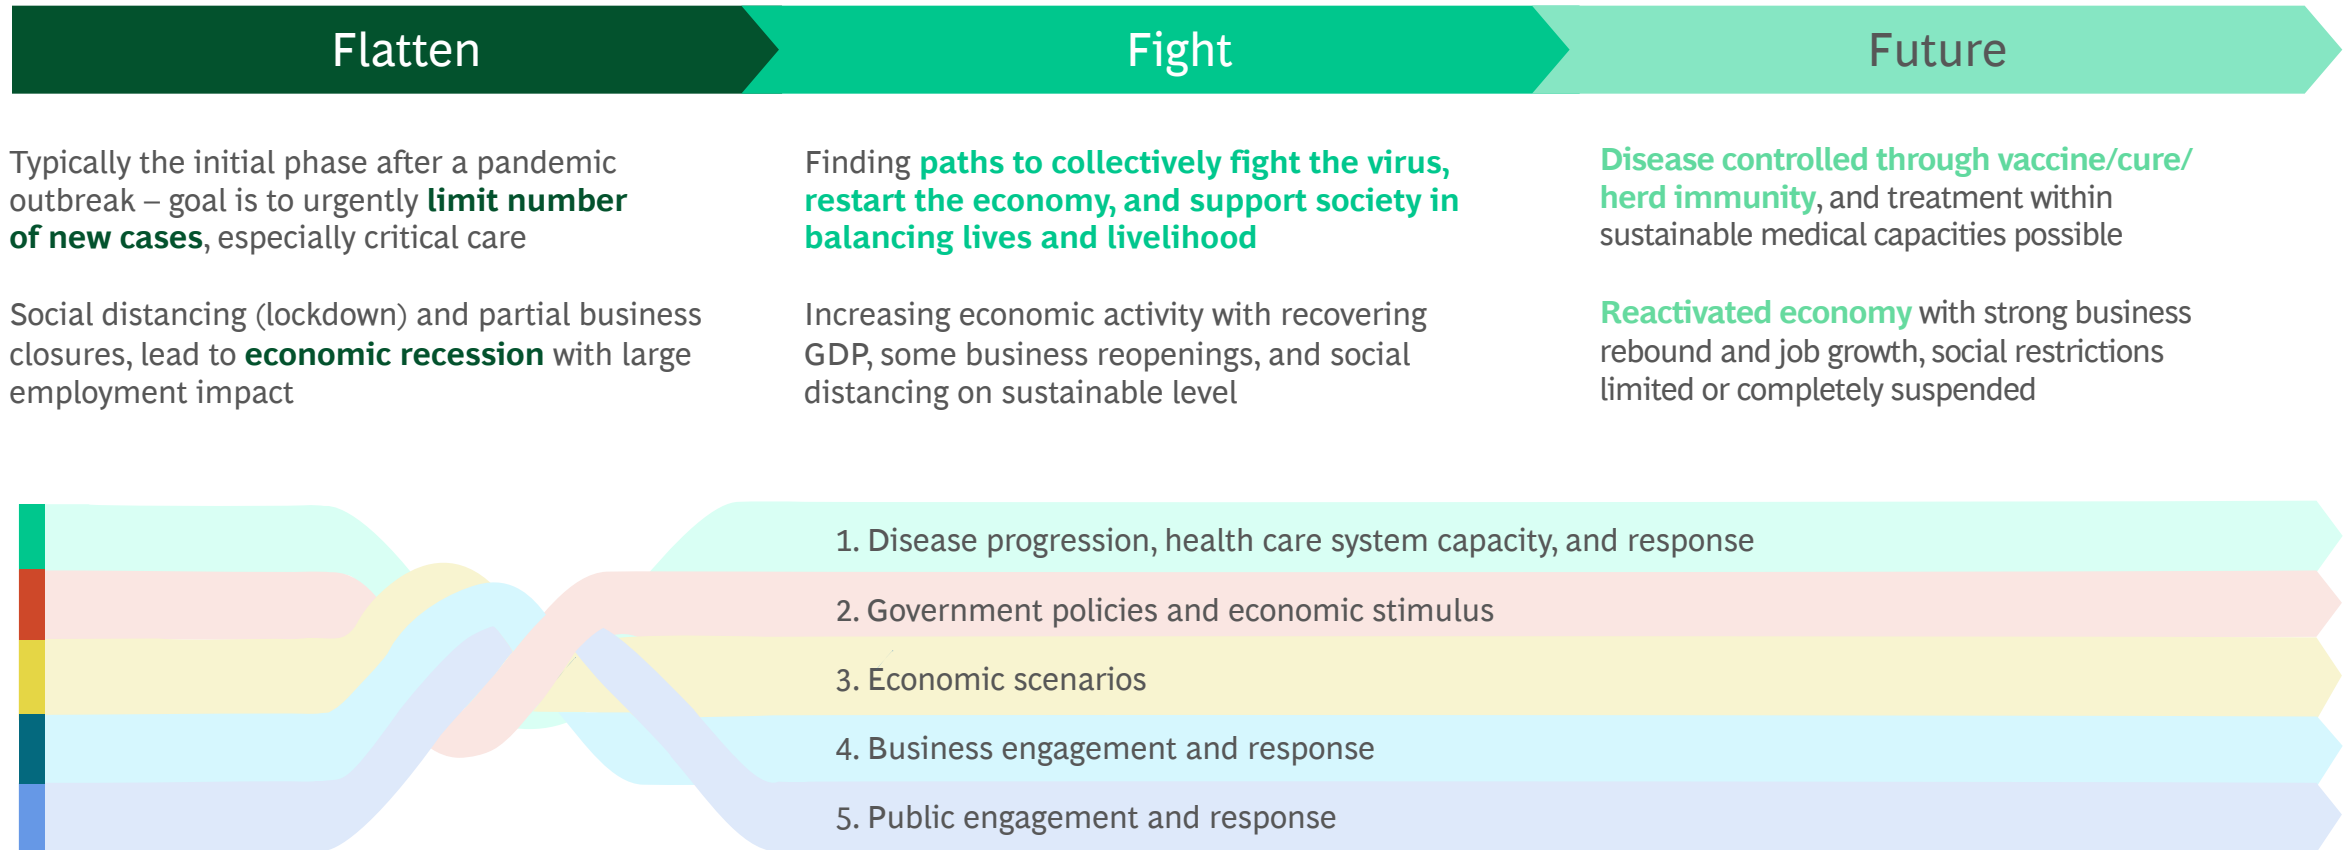 Flatten
Fight
Future
Typically the initial phase after a pandemic
outbreak – goal is to urgently limit number
of new cases, especially critical care
Social distancing (lockdown) and partial business
closures, lead to economic recession with large
employment impact
Finding paths to collectively fight the virus,
restart the economy, and support society in
balancing lives and livelihood
Increasing economic activity with recovering
GDP, some business reopenings, and social
distancing on sustainable level
Disease controlled through vaccine/cure/
herd immunity, and treatment within
sustainable medical capacities possible
Reactivated economy with strong business
rebound and job growth, social restrictions
limited or completely suspended
1. Disease progression, health care system capacity, and response
2. Government policies and economic stimulus
3. Economic scenarios
4. Business engagement and response
5. Public engagement and response